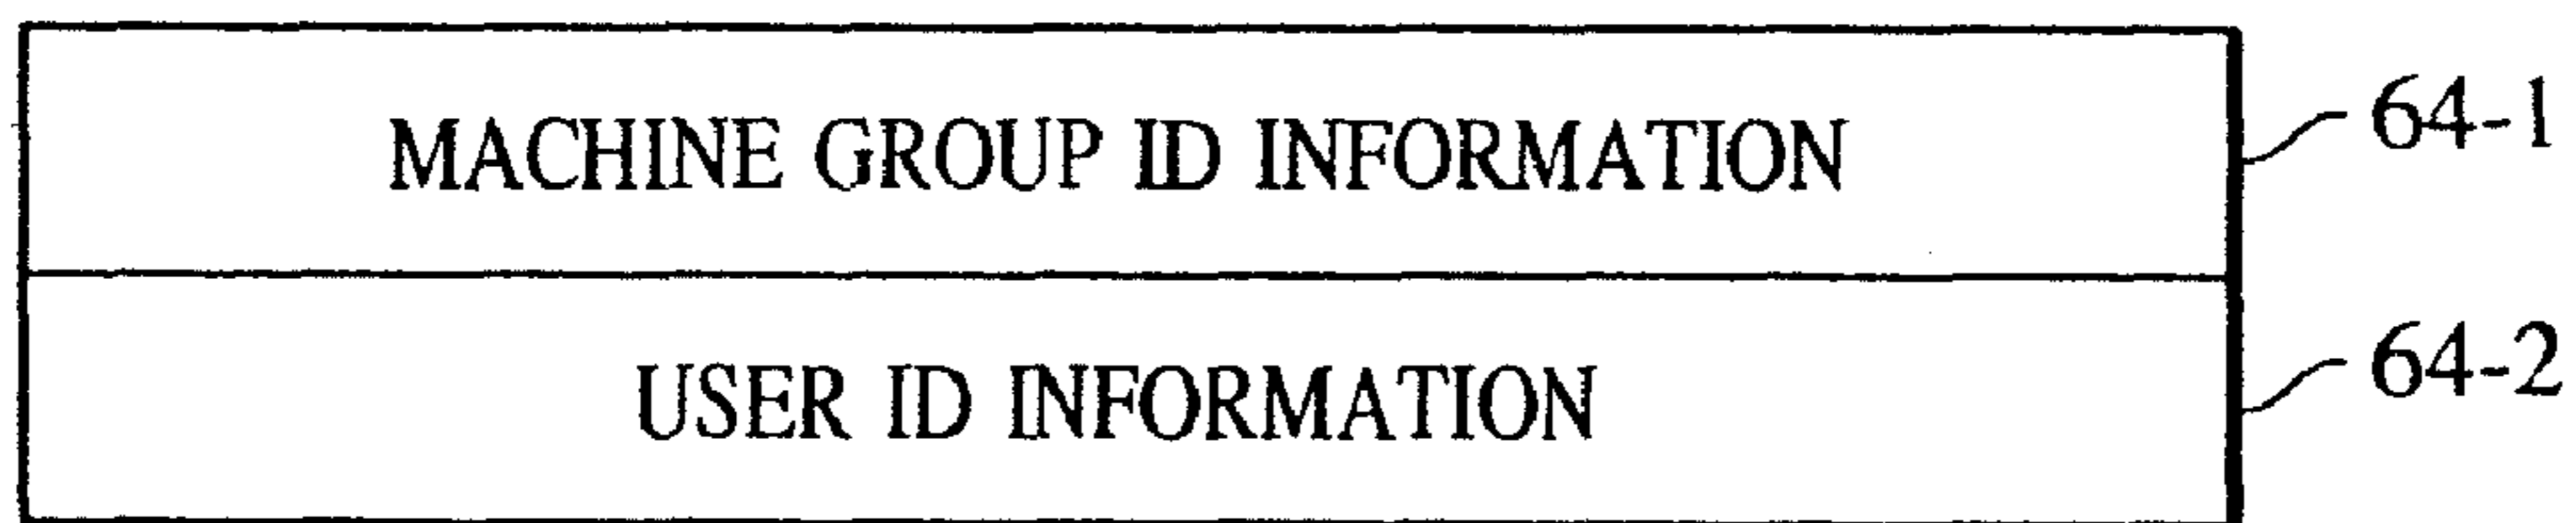 MACHINE GROUP ID INFORMATION 64-1
USER ID INFORMATION 64-2